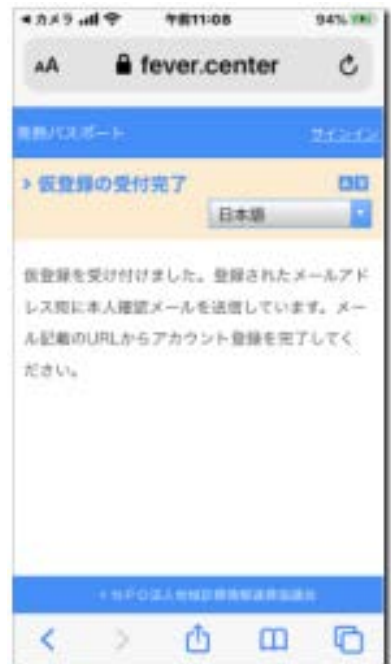 ◀カメラ 午前11:08 94%
AA fever.center
発熱パスポート サインイン
> 仮登録の受付完了
日本語
仮登録を受け付けました。登録されたメールアド
レス宛に本人確認メールを送信しています。メー
ル記載のURLからアカウント登録を完了してく
ださい。